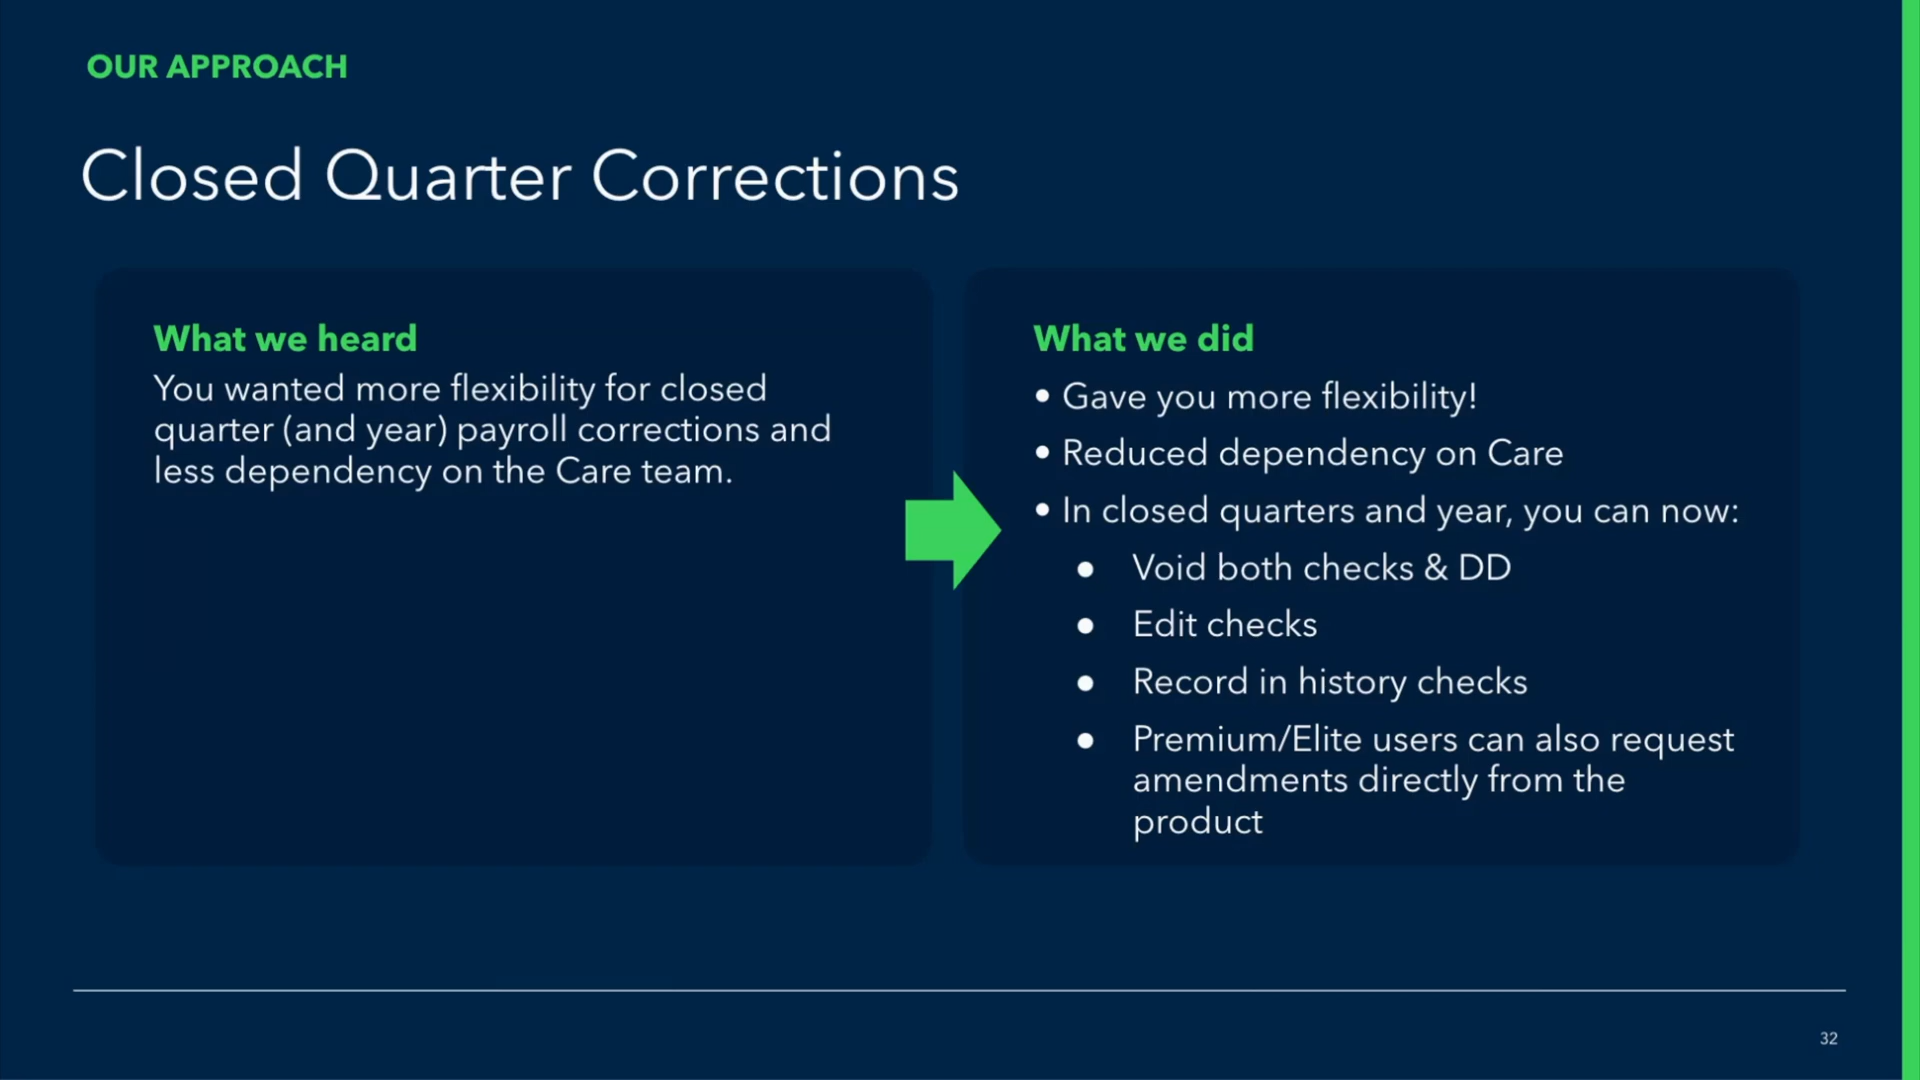 OUR APPROACH
Closed Quarter Corrections
What we heard
You wanted more flexibility for closed
quarter (and year) payroll corrections and
less dependency on the Care team.
What we did
• Gave you more flexibility!
• Reduced dependency on Care
• In closed quarters and year, you can now:
● Void both checks & DD
● Edit checks
● Record in history checks
● Premium/Elite users can also request
amendments directly from the
product
32